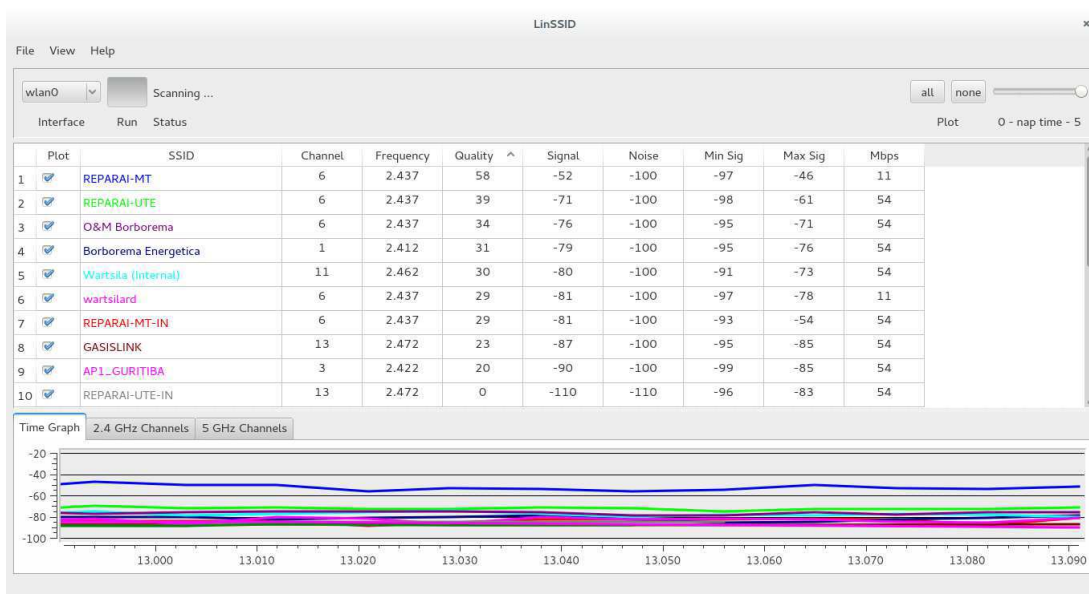 LinSSID ×
File View Help
wlan0 Scanning ... all none
Interface Run Status Plot 0 - nap time - 5
Plot SSID Channel Frequency Quality ^ Signal Noise Min Sig Max Sig Mbps
1 REPARAI-MT 6 2.437 58 -52 -100 -97 -46 11
2 REPARAI-UTE 6 2.437 39 -71 -100 -98 -61 54
3 O&M Borborema 6 2.437 34 -76 -100 -95 -71 54
4 Borborema Energetica 1 2.412 31 -79 -100 -95 -76 54
5 Wartsila (Internal) 11 2.462 30 -80 -100 -91 -73 54
6 wartsilard 6 2.437 29 -81 -100 -97 -78 11
7 REPARAI-MT-IN 6 2.437 29 -81 -100 -93 -54 54
8 GASISLINK 13 2.472 23 -87 -100 -95 -85 54
9 AP1_GURITIBA 3 2.422 20 -90 -100 -99 -85 54
10 REPARAI-UTE-IN 13 2.472 0 -110 -110 -96 -83 54
Time Graph 2.4 GHz Channels 5 GHz Channels
-20
-40
-60
-80
-100
13.000 13.010 13.020 13.030 13.040 13.050 13.060 13.070 13.080 13.090